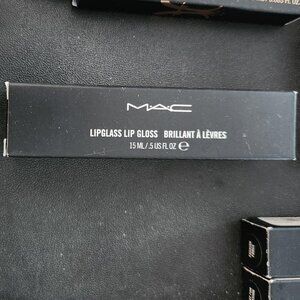 MAC
LIPGLASS LIP GLOSS BRILLANT À LÈVRES
15 ML/.5 US FL OZ ℮